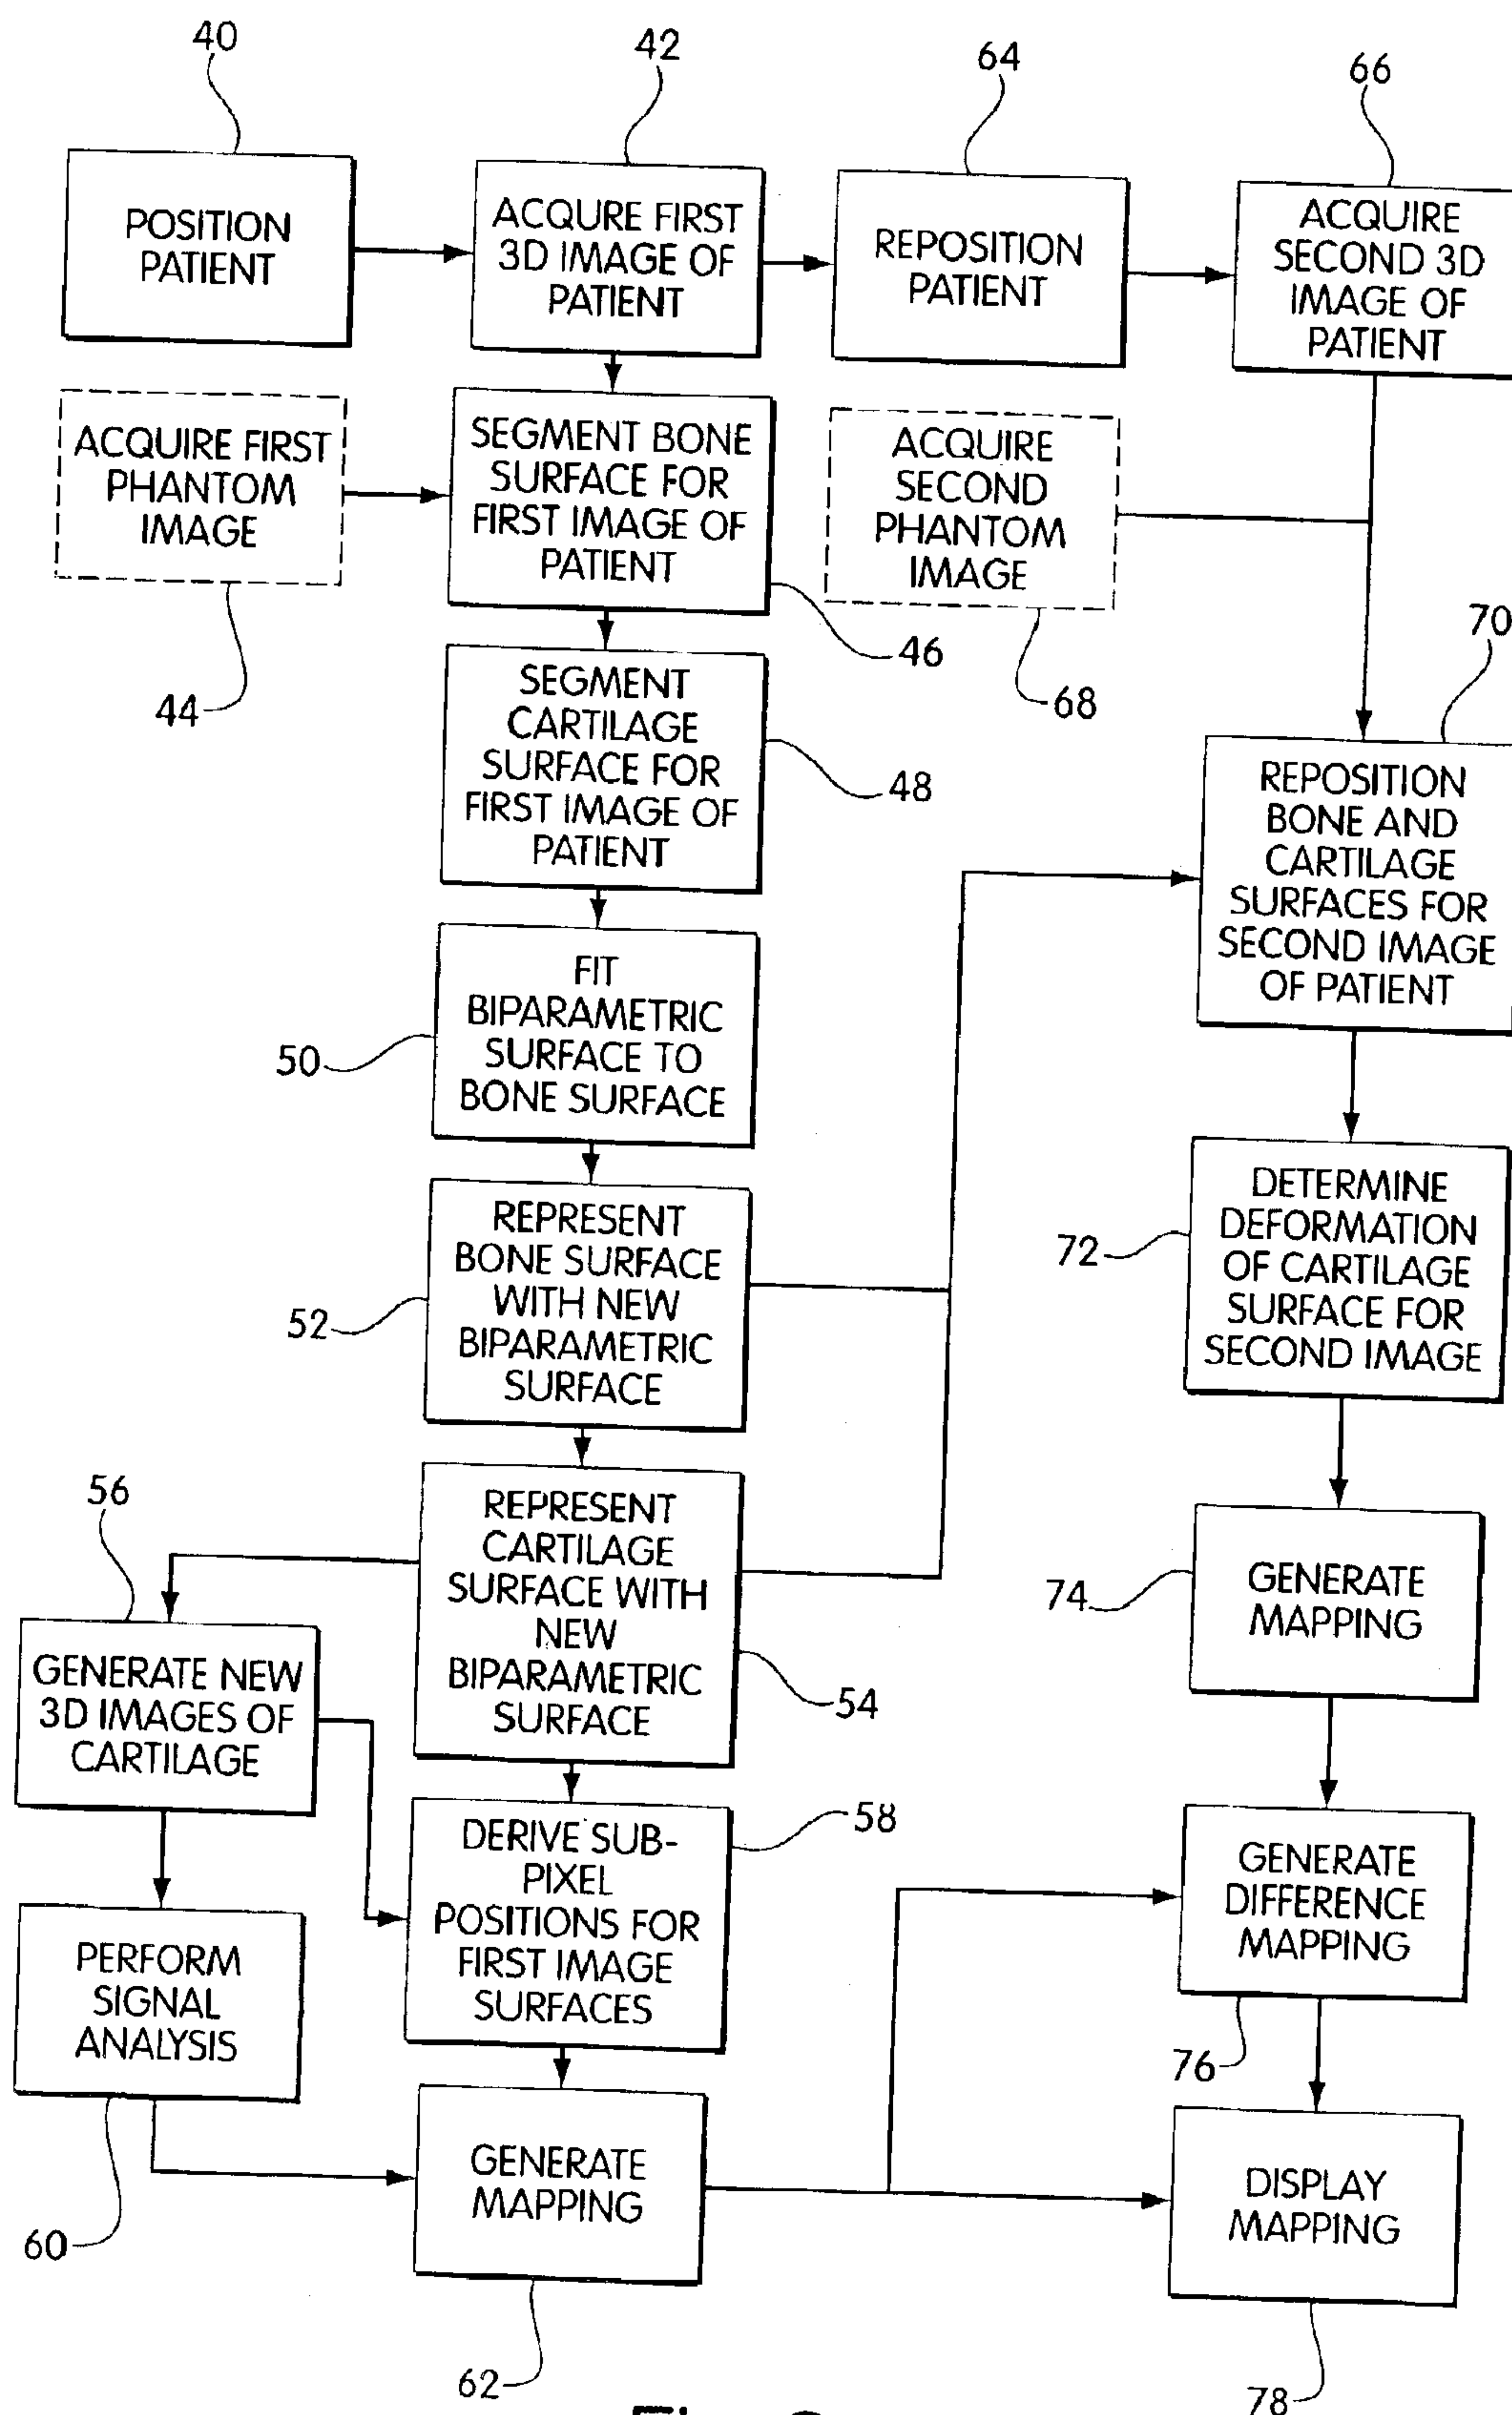 40
42
64
66
POSITION
PATIENT
ACQURE FIRST
3D IMAGE OF
PATIENT
REPOSITION
PATIENT
ACQUIRE
SECOND 3D
IMAGE OF
PATIENT
ACQUIRE FIRST
PHANTOM
IMAGE
44
SEGMENT BONE
SURFACE FOR
FIRST IMAGE OF
PATIENT
46
ACQUIRE
SECOND
PHANTOM
IMAGE
68
70
SEGMENT
CARTILAGE
SURFACE FOR
FIRST IMAGE OF
PATIENT
48
REPOSITION
BONE AND
CARTILAGE
SURFACES FOR
SECOND IMAGE
OF PATIENT
FIT
BIPARAMETRIC
SURFACE TO
BONE SURFACE
50
REPRESENT
BONE SURFACE
WITH NEW
BIPARAMETRIC
SURFACE
52
DETERMINE
DEFORMATION
OF CARTILAGE
SURFACE FOR
SECOND IMAGE
72
56
REPRESENT
CARTILAGE
SURFACE WITH
NEW
BIPARAMETRIC
SURFACE
54
GENERATE
MAPPING
74
GENERATE NEW
3D IMAGES OF
CARTILAGE
DERIVE SUB-
PIXEL
POSITIONS FOR
FIRST IMAGE
SURFACES
58
GENERATE
DIFFERENCE
MAPPING
76
PERFORM
SIGNAL
ANALYSIS
60
GENERATE
MAPPING
62
DISPLAY
MAPPING
78